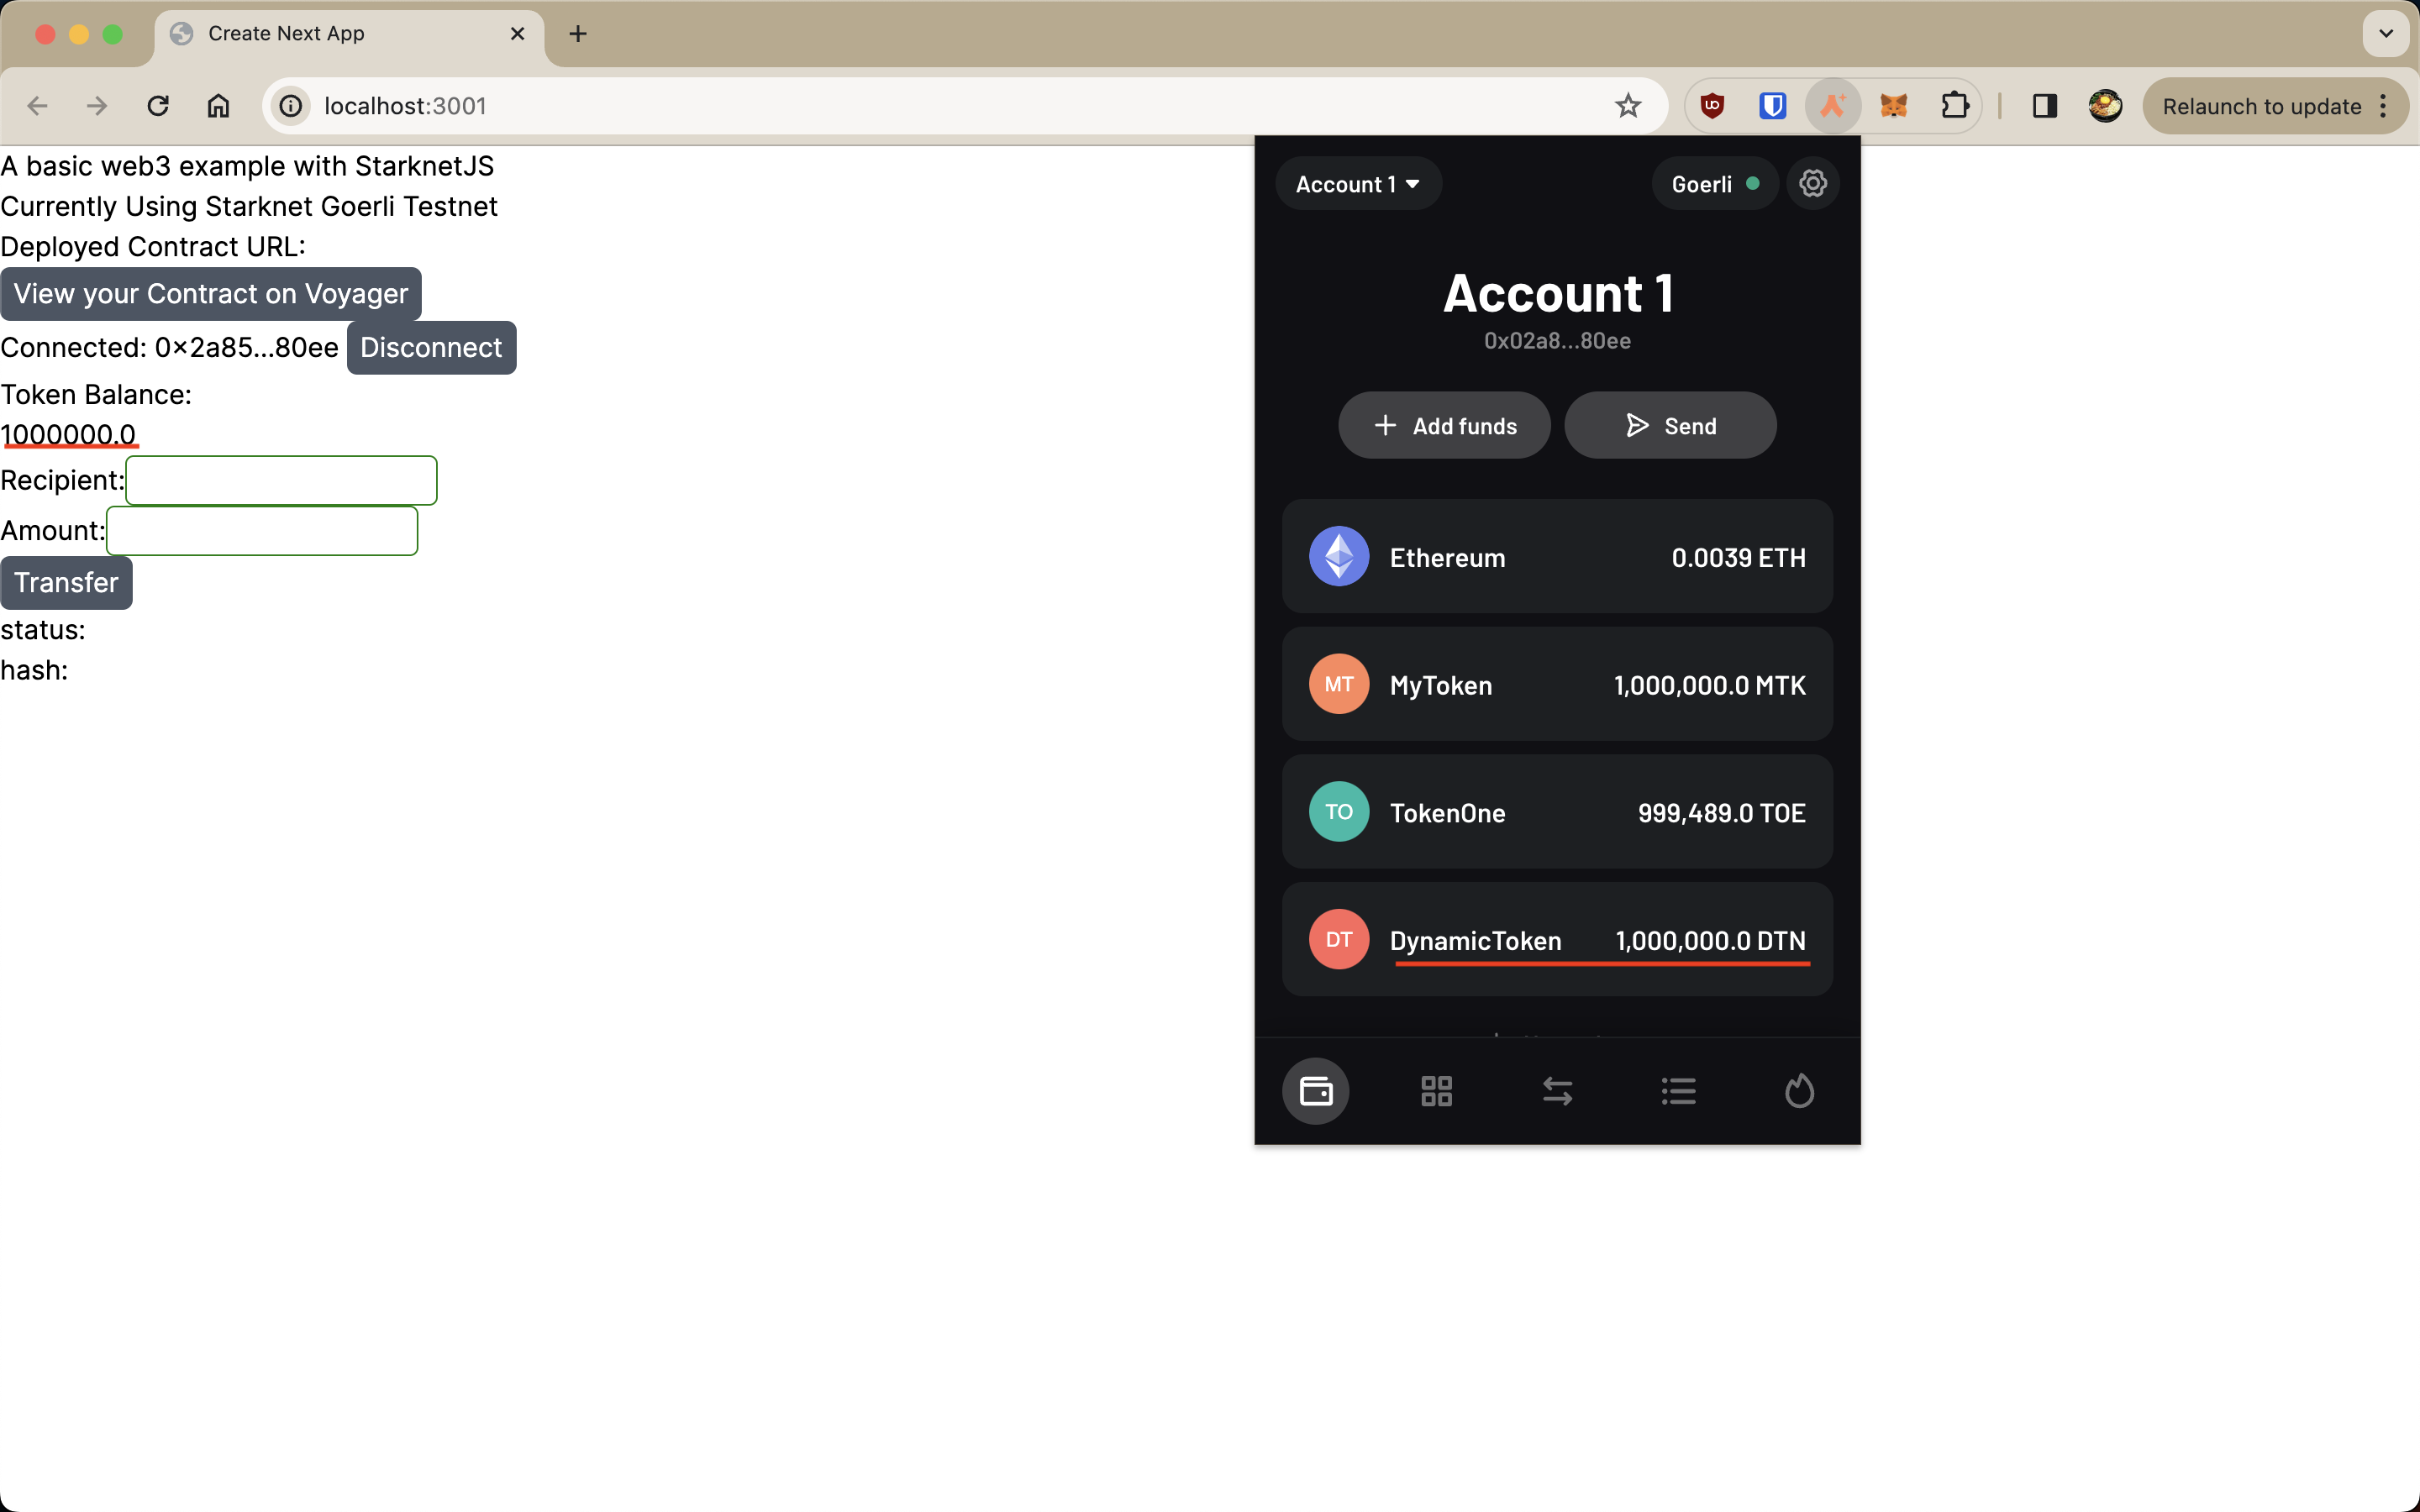 Create Next App
localhost:3001
Relaunch to update
A basic web3 example with StarknetJS
Currently Using Starknet Goerli Testnet
Deployed Contract URL:
View your Contract on Voyager
Connected: 0x2a85...80ee Disconnect
Token Balance:
1000000.0
Recipient:
Amount:
Transfer
status:
hash:
Account 1
Goerli
Account 1
0x02a8...80ee
Add funds
Send
Ethereum 0.0039 ETH
MT MyToken 1,000,000.0 MTK
TO TokenOne 999,489.0 TOE
DT DynamicToken 1,000,000.0 DTN